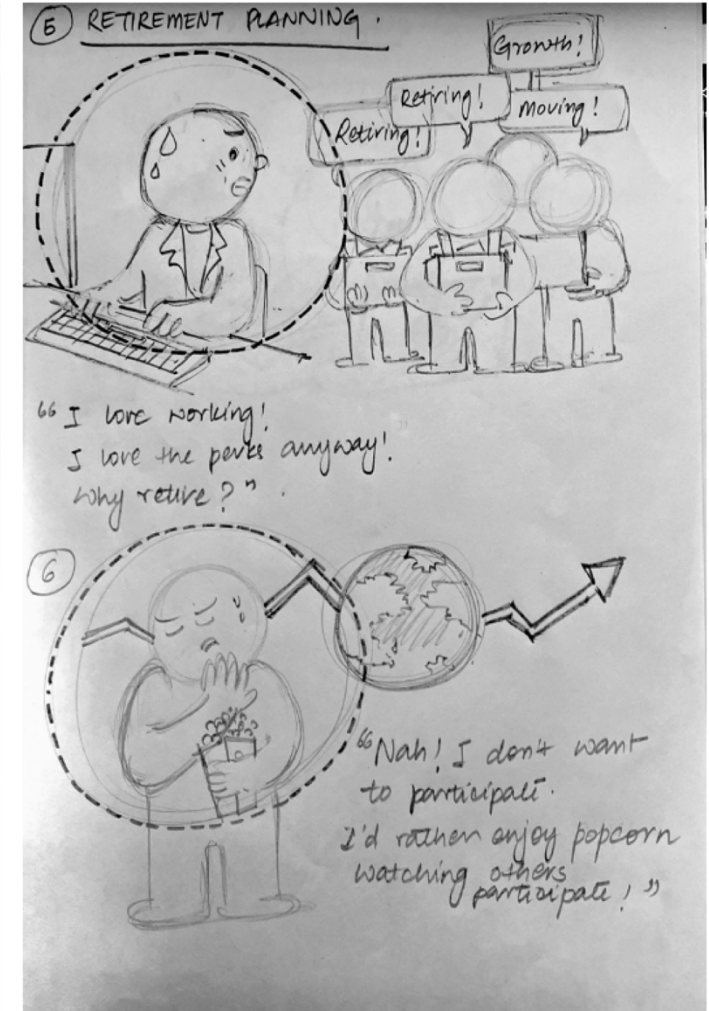 5 RETIREMENT PLANNING.
Growth!
Retiring!
Moving!
Retiring!
"I love working!
I love the perks anyway!
Why retire?".
6
"Nah! I don't want
to participate.
I'd rather enjoy popcorn
watching others
participate!"